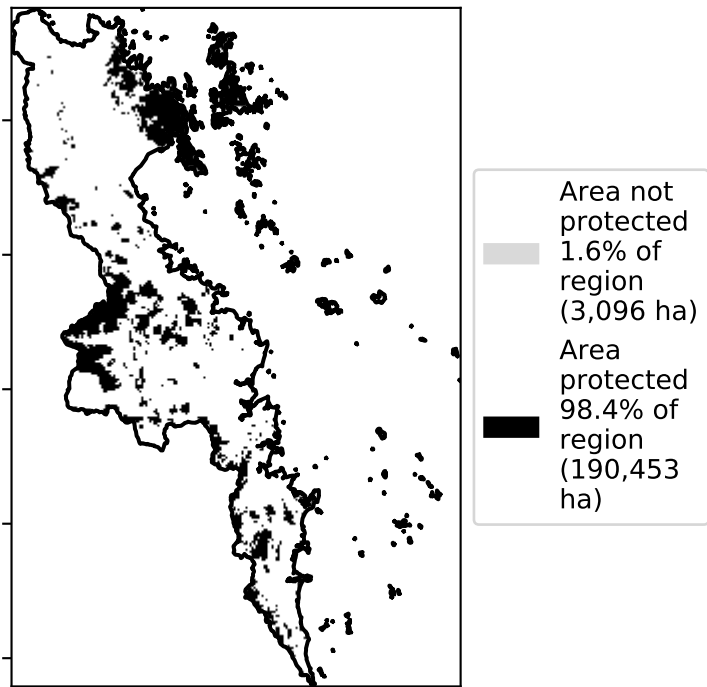 Area not
protected
1.6% of
region
(3,096 ha)
Area
protected
98.4% of
region
(190,453
ha)